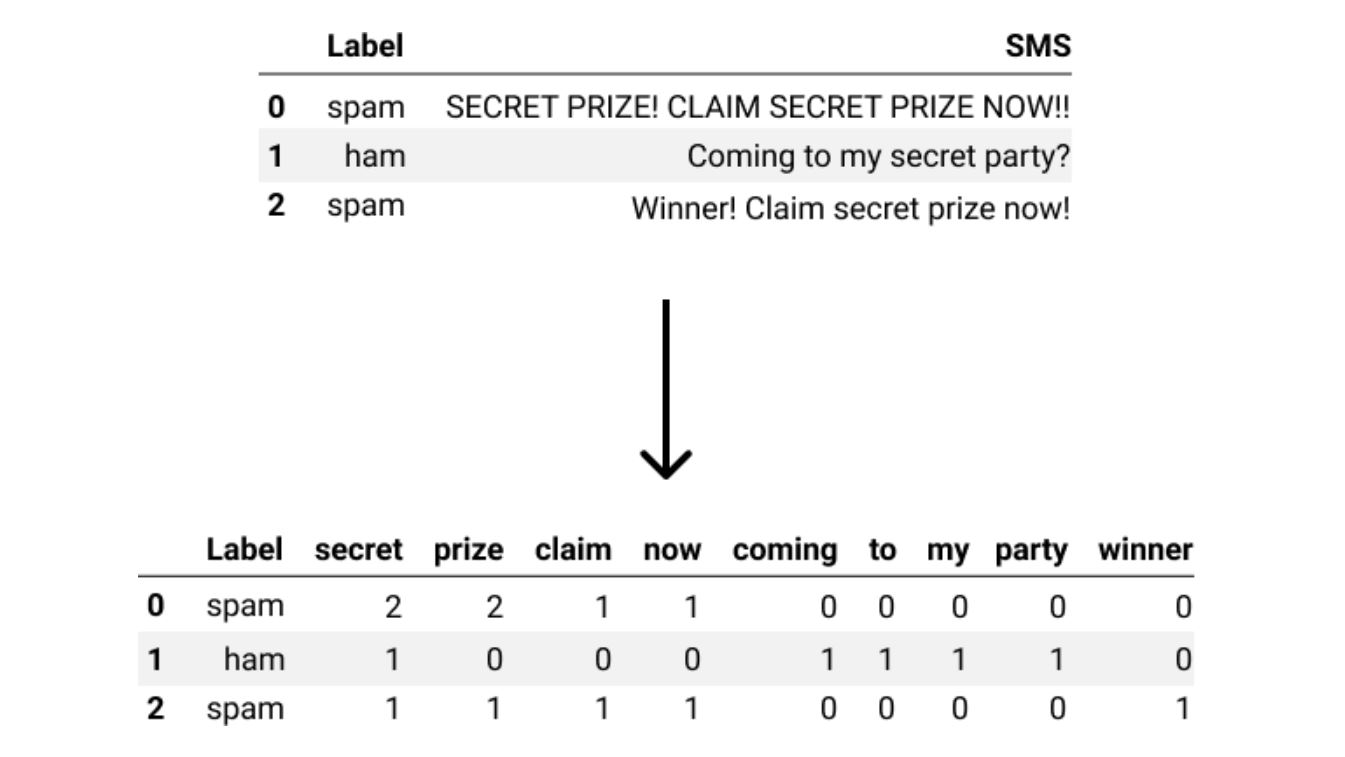 Label SMS
0 spam SECRET PRIZE! CLAIM SECRET PRIZE NOW!!
1 ham Coming to my secret party?
2 spam Winner! Claim secret prize now!
Label secret prize claim now coming to my party winner
0 spam 2 2 1 1 0 0 0 0 0
1 ham 1 0 0 0 1 1 1 1 0
2 spam 1 1 1 1 0 0 0 0 1